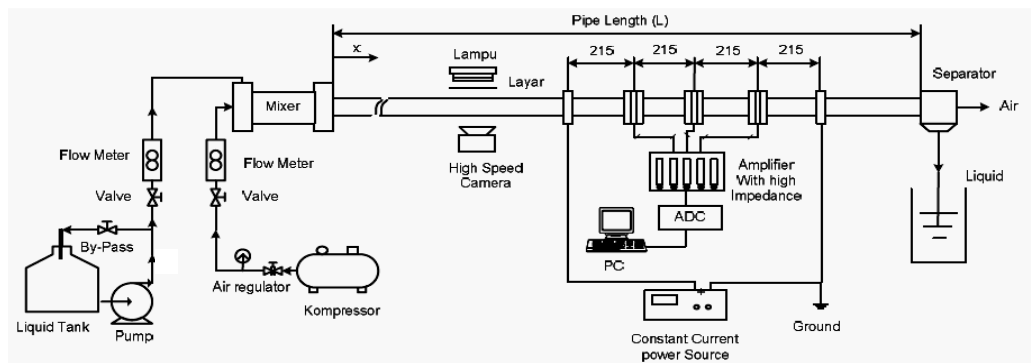 Pipe Length (L)
x
Lampu
Layar
215
215
215
215
Separator
Air
Mixer
Flow Meter
Flow Meter
Valve
Valve
High Speed
Camera
Amplifier
With high
Impedance
Liquid
ADC
By-Pass
PC
Air regulator
Kompressor
Liquid Tank
Pump
Constant Current
power Source
Ground